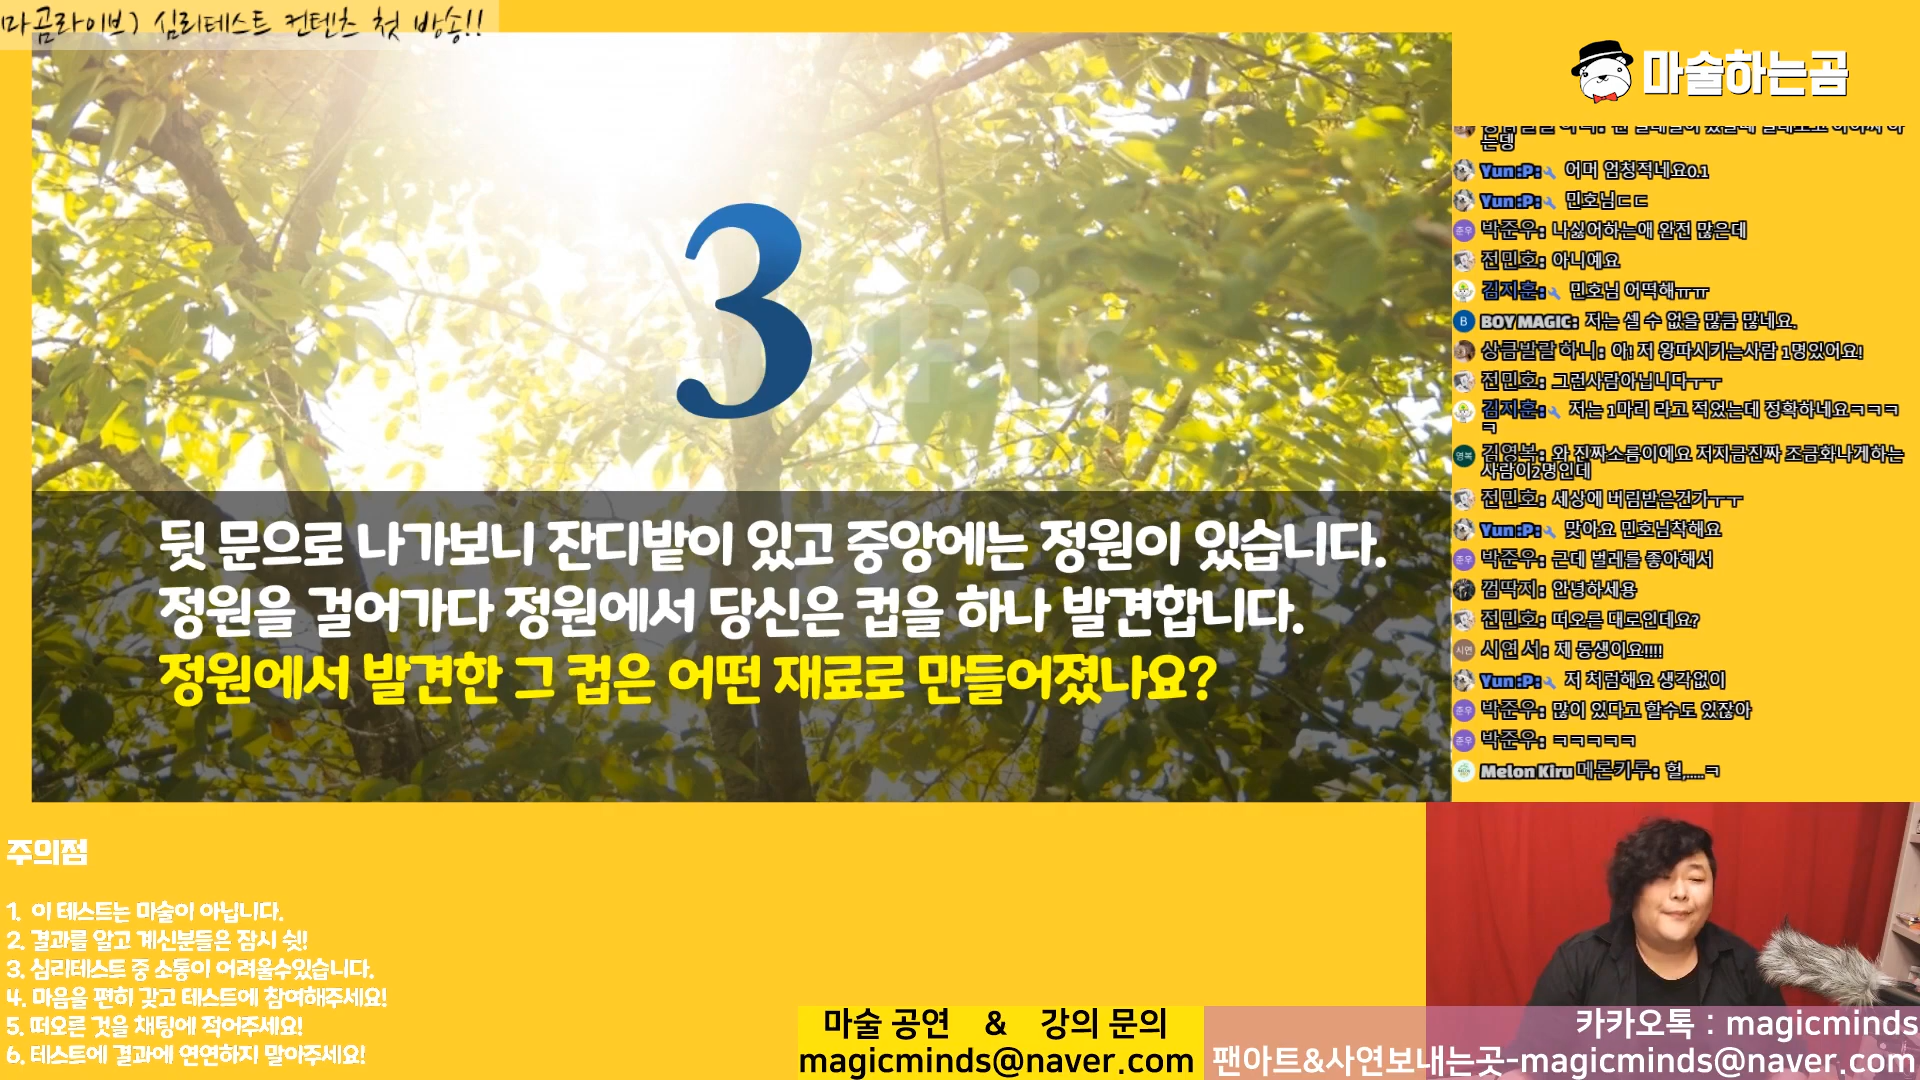 마곰라이브) 심리테스트 컨텐츠 첫 방송!!
마술하는곰
3
뒷 문으로 나가보니 잔디밭이 있고 중앙에는 정원이 있습니다.
정원을 걸어가다 정원에서 당신은 컵을 하나 발견합니다.
정원에서 발견한 그 컵은 어떤 재료로 만들어졌나요?
는뎅
Yun:P: 어머 엄청적네요0.1
Yun:P: 민호님ㄷㄷ
준우 박준우: 나싫어하는애 완전 많은데
전민호: 아니예요
김지훈: 민호님 어떡해ㅠㅠ
B BOY MAGIC: 저는 셀 수 없을 많큼 많네요.
상큼발랄 하니: 아! 저 왕따시키는사람 1명있어요!
전민호: 그런사람아닙니다ㅜㅜ
김지훈: 저는 1마리 라고 적었는데 정확하네요ㅋㅋㅋ
ㅋ
영복 김영복: 와 진짜소름이에요 저지금진짜 조금화나게하는
사람이2명인데
전민호: 세상에 버림받은건가ㅜㅜ
Yun:P: 맞아요 민호님착해요
준우 박준우: 근데 벌레를 좋아해서
껌딱지: 안녕하세용
전민호: 떠오른 대로인데요?
시연 시연 서: 제 동생이요!!!!
Yun:P: 저 처럼해요 생각없이
준우 박준우: 많이 있다고 할수도 있잖아
준우 박준우: ㅋㅋㅋㅋㅋ
Melon Kiru 메론키루: 헐,.....ㅋ
주의점
1. 이 테스트는 마술이 아닙니다.
2. 결과를 알고 계신분들은 잠시 쉿!
3. 심리테스트 중 소통이 어려울수있습니다.
4. 마음을 편히 갖고 테스트에 참여해주세요!
5. 떠오른 것을 채팅에 적어주세요!
6. 테스트에 결과에 연연하지 말아주세요!
마술 공연 & 강의 문의
magicminds@naver.com
카카오톡 : magicminds
팬아트&사연보내는곳-magicminds@naver.com